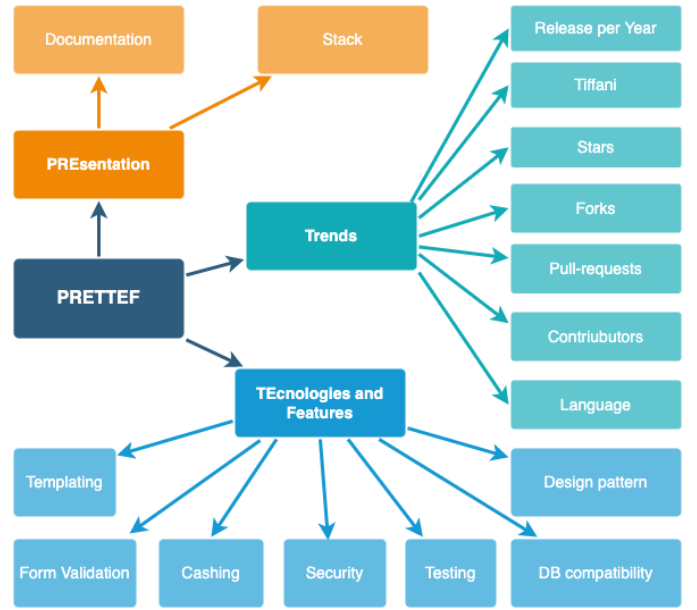 Documentation
Stack
Release per Year
Tiffani
PREsentation
Stars
Trends
Forks
PRETTEF
Pull-requests
Contriubutors
TEcnologies and
Features
Language
Templating
Design pattern
Form Validation
Cashing
Security
Testing
DB compatibility